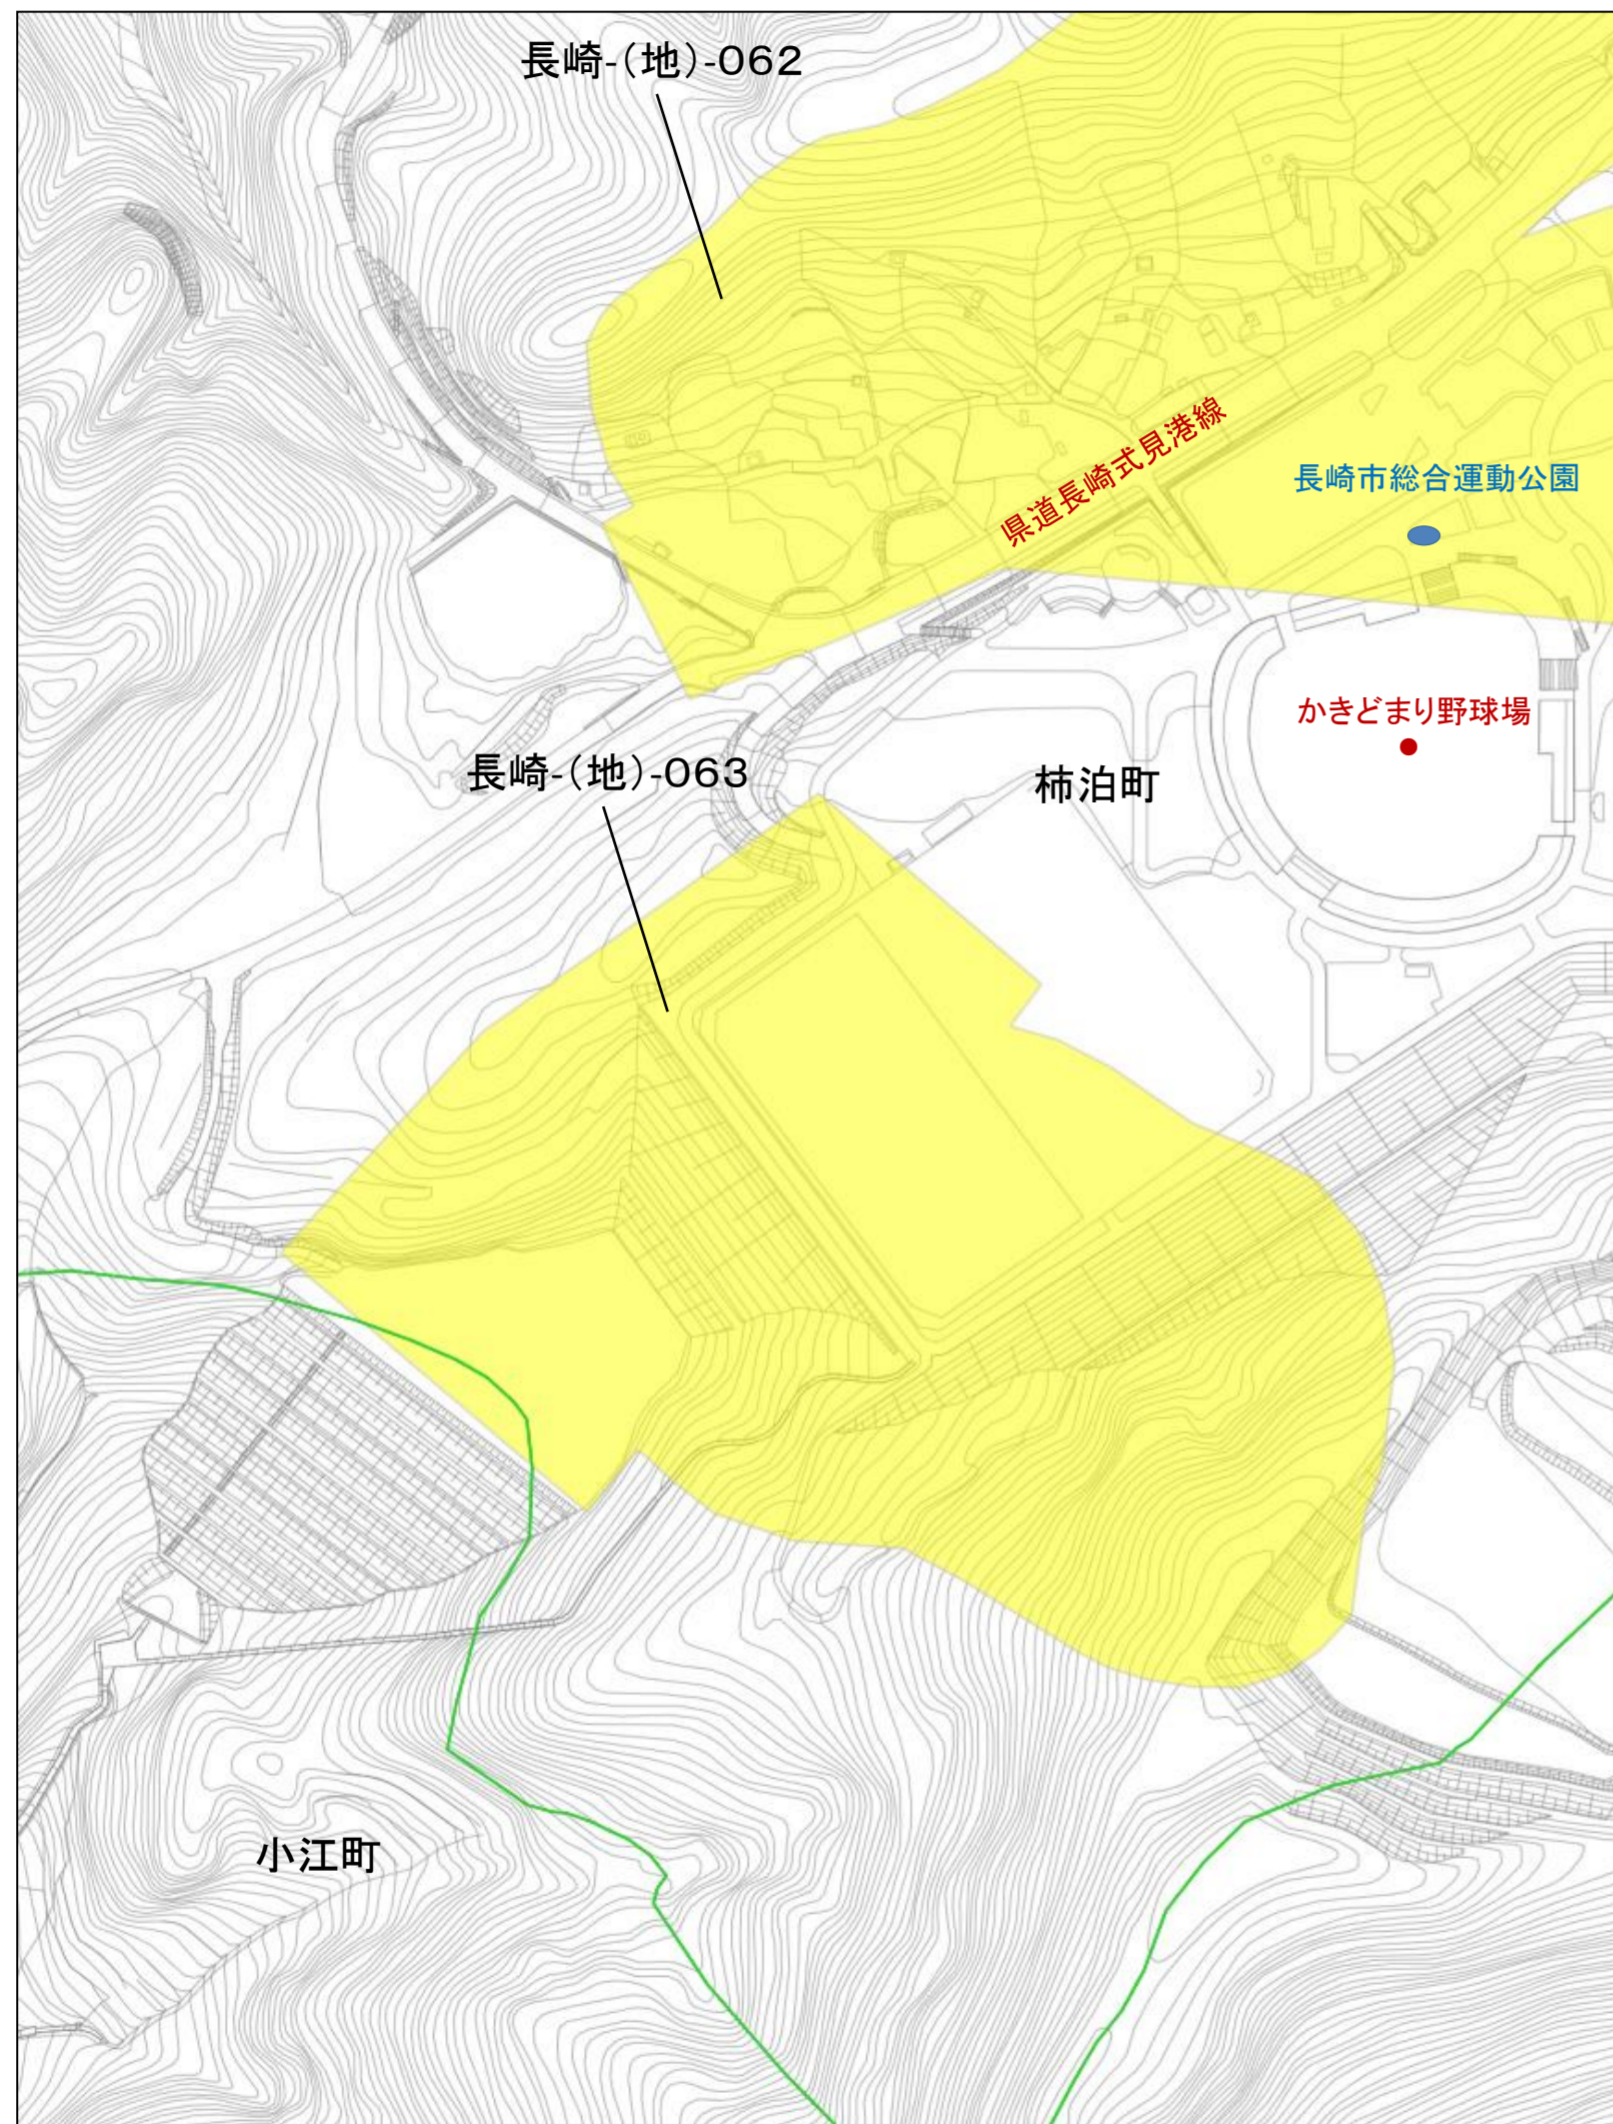 長崎-(地)-062
県道長崎式見港線
長崎市総合運動公園
かきどまり野球場
長崎-(地)-063
柿泊町
小江町